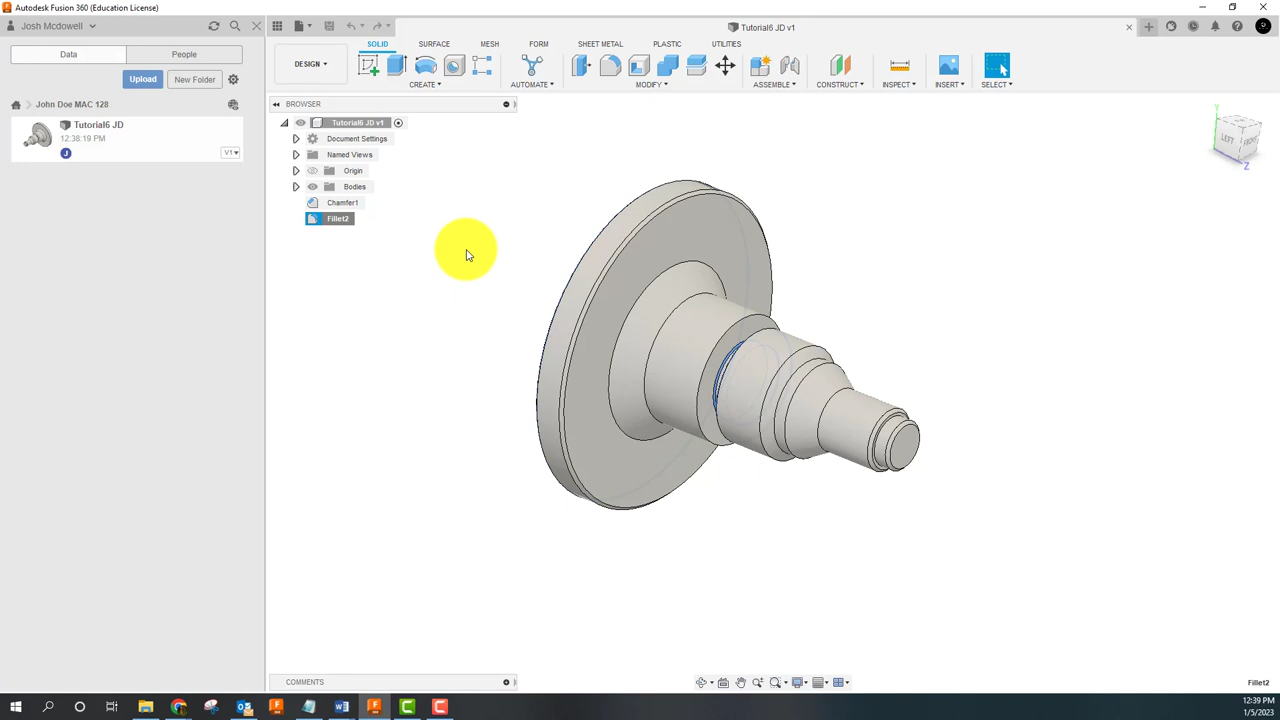 Autodesk Fusion 360 (Education License)
Josh Mcdowell
Tutorial6 JD v1
Data
People
Upload
New Folder
John Doe MAC 128
Tutorial6 JD
12:38:19 PM
J
V1
DESIGN
SOLID
SURFACE
MESH
FORM
SHEET METAL
PLASTIC
UTILITIES
CREATE
AUTOMATE
MODIFY
ASSEMBLE
CONSTRUCT
INSPECT
INSERT
SELECT
BROWSER
Tutorial6 JD v1
Document Settings
Named Views
Origin
Bodies
Chamfer1
Fillet2
Y
LEFT
FRONT
Z
COMMENTS
Fillet2
12:39 PM
1/5/2023